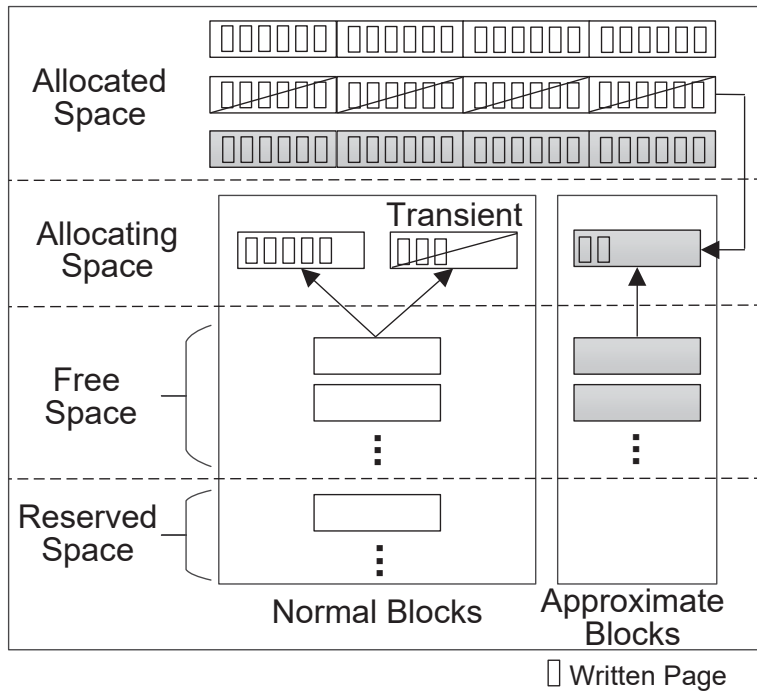 Allocated
Space
Allocating
Space
Transient
Free
Space
Reserved
Space
Normal Blocks
Approximate
Blocks
Written Page